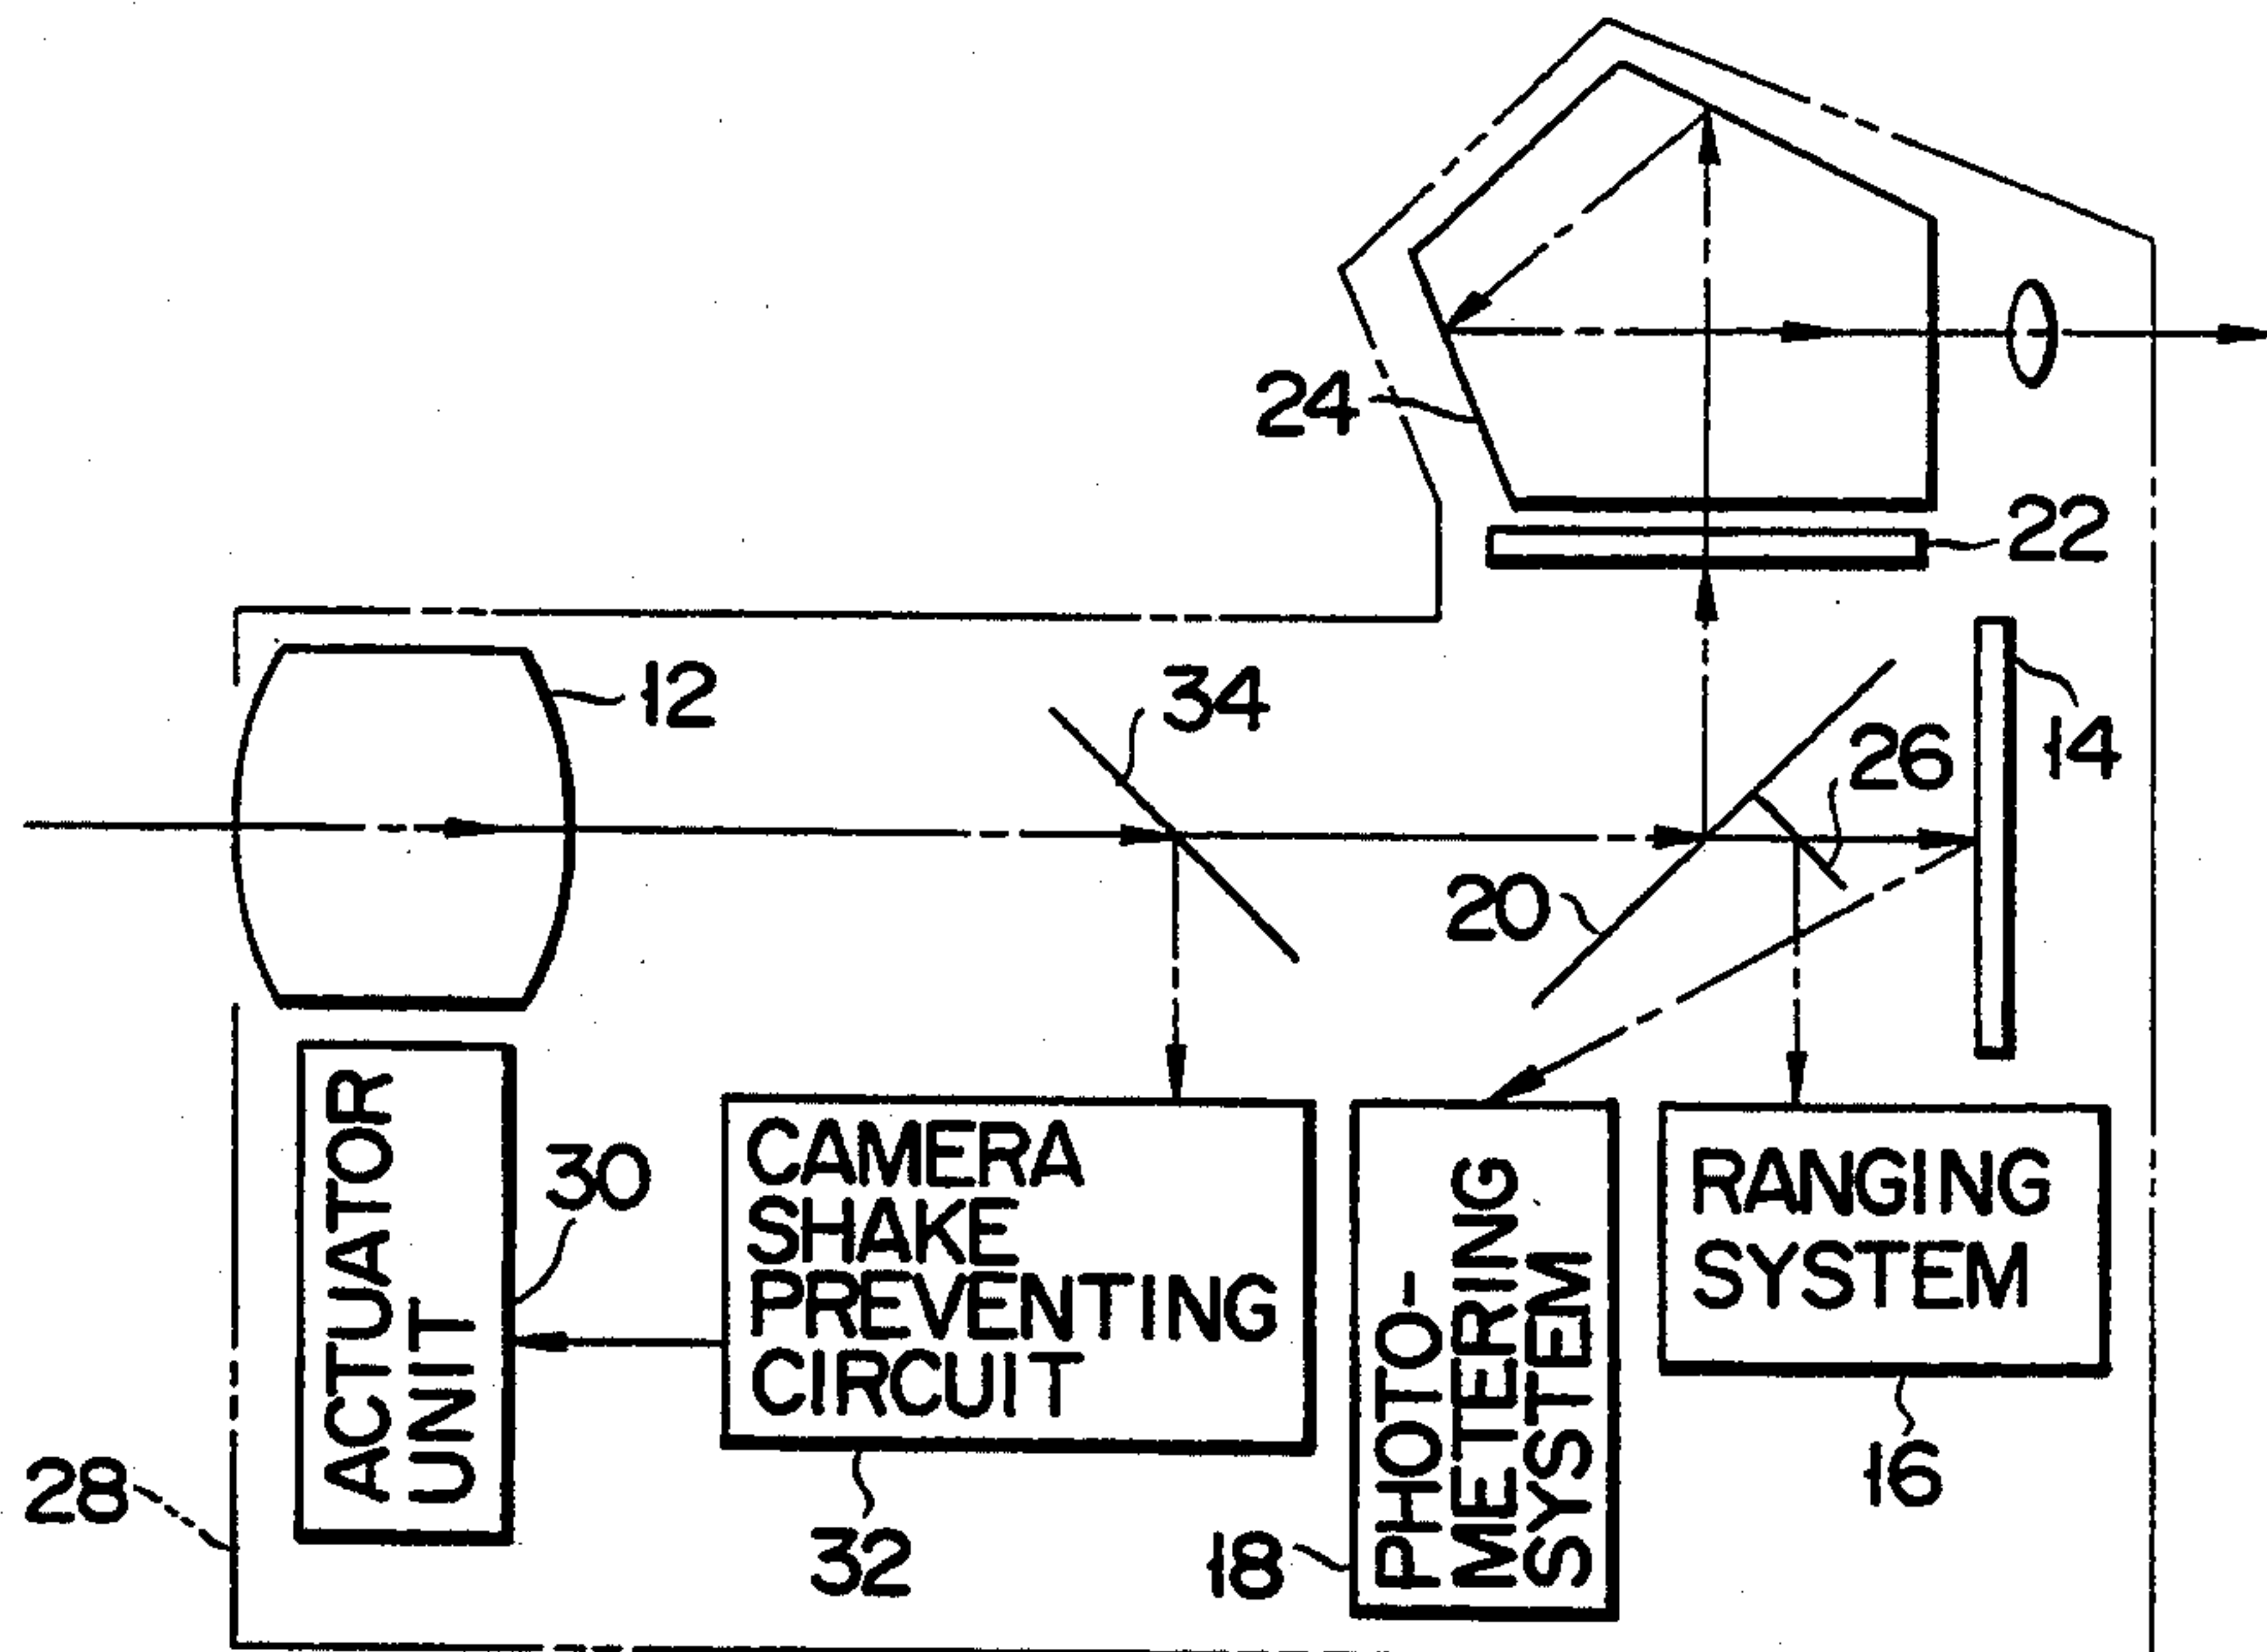 24
22
12
34
14
26
20
ACTUATOR
UNIT
30
CAMERA
SHAKE
PREVENTING
CIRCUIT
PHOTO-
METERING
SYSTEM
RANGING
SYSTEM
28
32
18
16